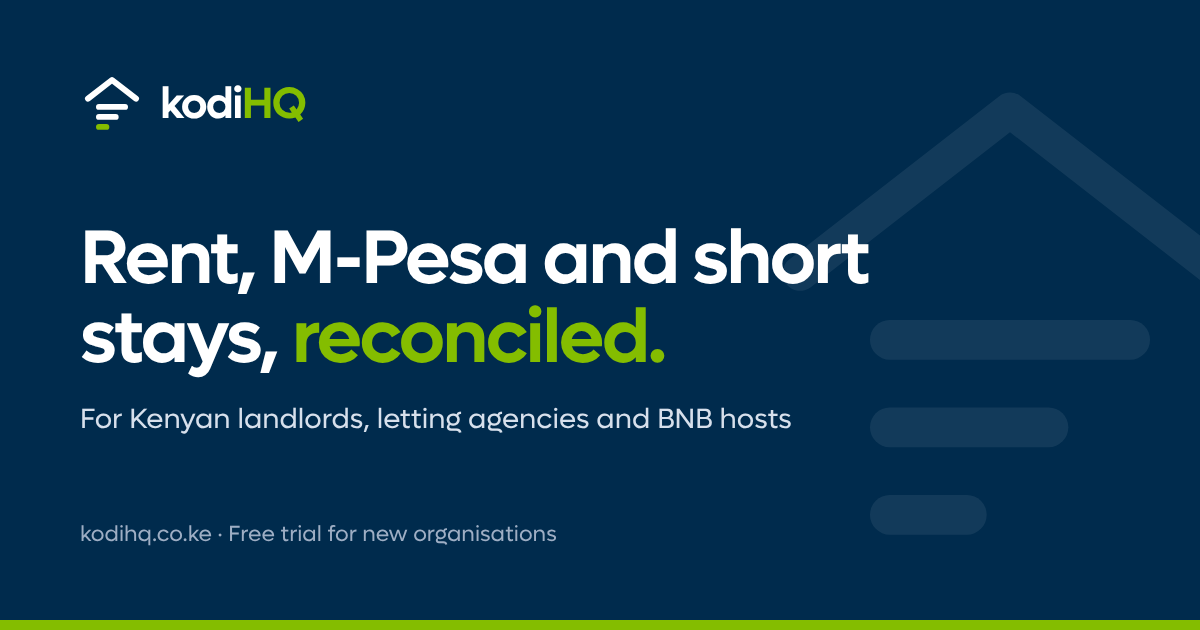 kodiHQ
Rent, M-Pesa and short
stays, reconciled.
For Kenyan landlords, letting agencies and BNB hosts
kodihq.co.ke · Free trial for new organisations